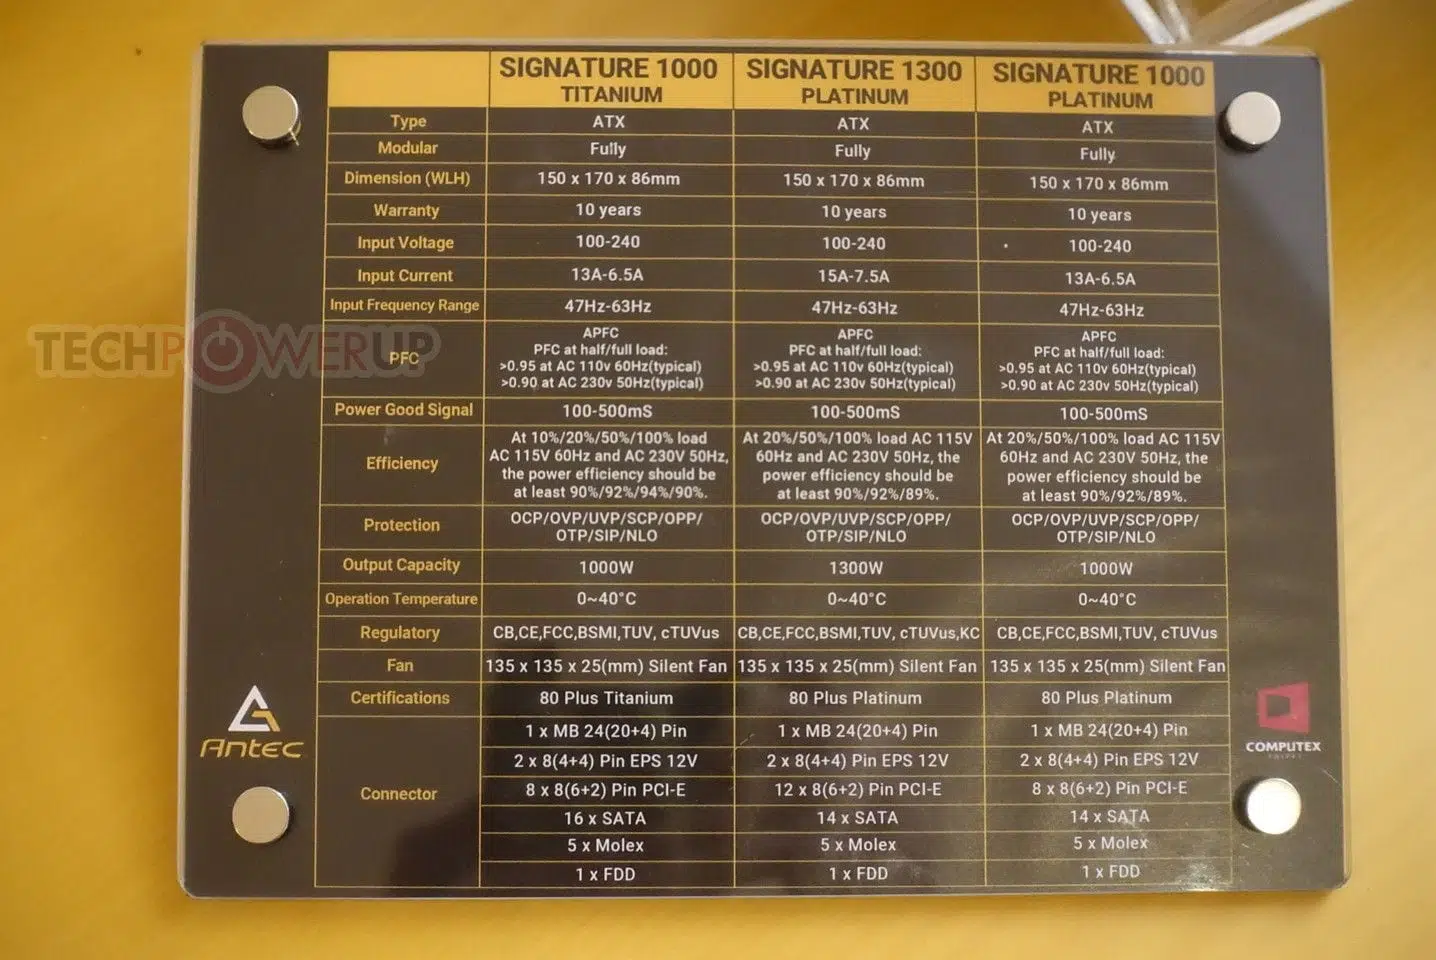 SIGNATURE 1000 SIGNATURE 1300 SIGNATURE 1000
TITANIUM PLATINUM PLATINUM
Type ATX ATX ATX
Modular Fully Fully Fully
Dimension (WLH) 150 x 170 x 86mm 150 x 170 x 86mm 150 x 170 x 86mm
Warranty 10 years 10 years 10 years
Input Voltage 100-240 100-240 100-240
Input Current 13A-6.5A 15A-7.5A 13A-6.5A
Input Frequency Range 47Hz-63Hz 47Hz-63Hz 47Hz-63Hz
APFC APFC APFC
PFC at half/full load: PFC at half/full load: PFC at half/full load:
TECHPOWERUP
PFC
>0.95 at AC 110v 60Hz(typical) >0.95 at AC 110v 60Hz(typical) >0.95 at AC 110v 60Hz(typical)
>0.90 at AC 230v 50Hz(typical) >0.90 at AC 230v 50Hz(typical) >0.90 at AC 230v 50Hz(typical)
Power Good Signal 100-500mS 100-500mS 100-500mS
At 10%/20%/50%/100% load At 20%/50%/100% load AC 115V At 20%/50%/100% load AC 115V
Efficiency AC 115V 60Hz and AC 230V 50Hz, 60Hz and AC 230V 50Hz, the 60Hz and AC 230V 50Hz, the
the power efficiency should be power efficiency should be power efficiency should be
at least 90%/92%/94%/90%. at least 90%/92%/89%. at least 90%/92%/89%.
Protection OCP/OVP/UVP/SCP/OPP/ OCP/OVP/UVP/SCP/OPP/ OCP/OVP/UVP/SCP/OPP/
OTP/SIP/NLO OTP/SIP/NLO OTP/SIP/NLO
Output Capacity 1000W 1300W 1000W
Operation Temperature 0~40°C 0~40°C 0~40°C
Regulatory CB,CE,FCC,BSMI,TUV, cTUVus CB,CE,FCC,BSMI,TUV, cTUVus,KC CB,CE,FCC,BSMI,TUV, cTUVus
Fan 135 x 135 x 25(mm) Silent Fan 135 x 135 x 25(mm) Silent Fan 135 x 135 x 25(mm) Silent Fan
Certifications 80 Plus Titanium 80 Plus Platinum 80 Plus Platinum
1 x MB 24(20+4) Pin 1 x MB 24(20+4) Pin 1 x MB 24(20+4) Pin
Antec COMPUTEX
2 x 8(4+4) Pin EPS 12V 2 x 8(4+4) Pin EPS 12V 2 x 8(4+4) Pin EPS 12V
Connector 8 x 8(6+2) Pin PCI-E 12 x 8(6+2) Pin PCI-E 8 x 8(6+2) Pin PCI-E
16 x SATA 14 x SATA 14 x SATA
5 x Molex 5 x Molex 5 x Molex
1 x FDD 1 x FDD 1 x FDD